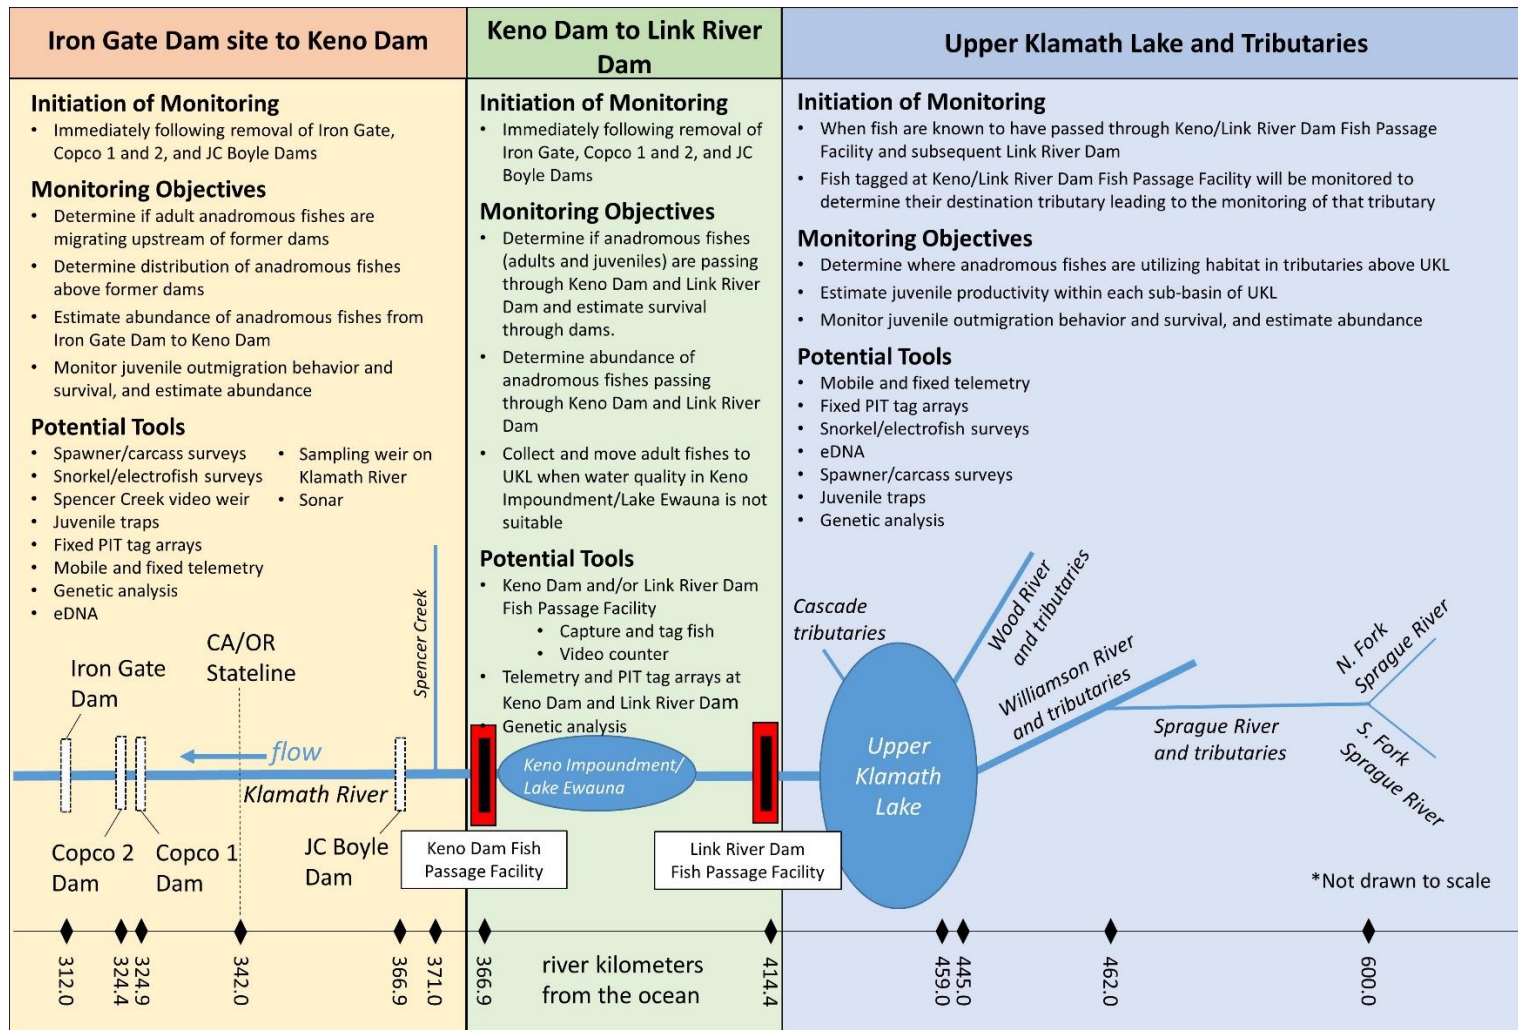 Iron Gate Dam site to Keno Dam
Initiation of Monitoring
• Immediately following removal of Iron Gate,
Copco 1 and 2, and JC Boyle Dams
Monitoring Objectives
• Determine if adult anadromous fishes are
migrating upstream of former dams
• Determine distribution of anadromous fishes
above former dams
• Estimate abundance of anadromous fishes from
Iron Gate Dam to Keno Dam
• Monitor juvenile outmigration behavior and
survival, and estimate abundance
Potential Tools
• Spawner/carcass surveys
• Snorkel/electrofish surveys
• Spencer Creek video weir
• Juvenile traps
• Fixed PIT tag arrays
• Mobile and fixed telemetry
• Genetic analysis
• eDNA
• Sampling weir on
Klamath River
• Sonar
Keno Dam to Link River
Dam
Initiation of Monitoring
• Immediately following removal of
Iron Gate, Copco 1 and 2, and JC
Boyle Dams
Monitoring Objectives
• Determine if anadromous fishes
(adults and juveniles) are passing
through Keno Dam and Link River
Dam and estimate survival
through dams.
• Determine abundance of
anadromous fishes passing
through Keno Dam and Link River
Dam
• Collect and move adult fishes to
UKL when water quality in Keno
Impoundment/Lake Ewauna is not
suitable
Potential Tools
• Keno Dam and/or Link River Dam
Fish Passage Facility
• Capture and tag fish
• Video counter
• Telemetry and PIT tag arrays at
Keno Dam and Link River Dam
• Genetic analysis
Upper Klamath Lake and Tributaries
Initiation of Monitoring
• When fish are known to have passed through Keno/Link River Dam Fish Passage
Facility and subsequent Link River Dam
• Fish tagged at Keno/Link River Dam Fish Passage Facility will be monitored to
determine their destination tributary leading to the monitoring of that tributary
Monitoring Objectives
• Determine where anadromous fishes are utilizing habitat in tributaries above UKL
• Estimate juvenile productivity within each sub-basin of UKL
• Monitor juvenile outmigration behavior and survival, and estimate abundance
Potential Tools
• Mobile and fixed telemetry
• Fixed PIT tag arrays
• Snorkel/electrofish surveys
• eDNA
• Spawner/carcass surveys
• Juvenile traps
• Genetic analysis
Iron Gate
Dam
CA/OR
Stateline
Spencer Creek
flow
Klamath River
Copco 2
Dam
Copco 1
Dam
JC Boyle
Dam
Keno Dam Fish
Passage Facility
Keno Impoundment/
Lake Ewauna
Link River Dam
Fish Passage Facility
Cascade
tributaries
Upper
Klamath
Lake
Wood River
and tributaries
Williamson River
and tributaries
Sprague River
and tributaries
N. Fork
Sprague River
S. Fork
Sprague River
*Not drawn to scale
312.0
324.4
324.9
342.0
366.9
371.0
366.9
river kilometers
from the ocean
414.4
459.0
445.0
462.0
600.0